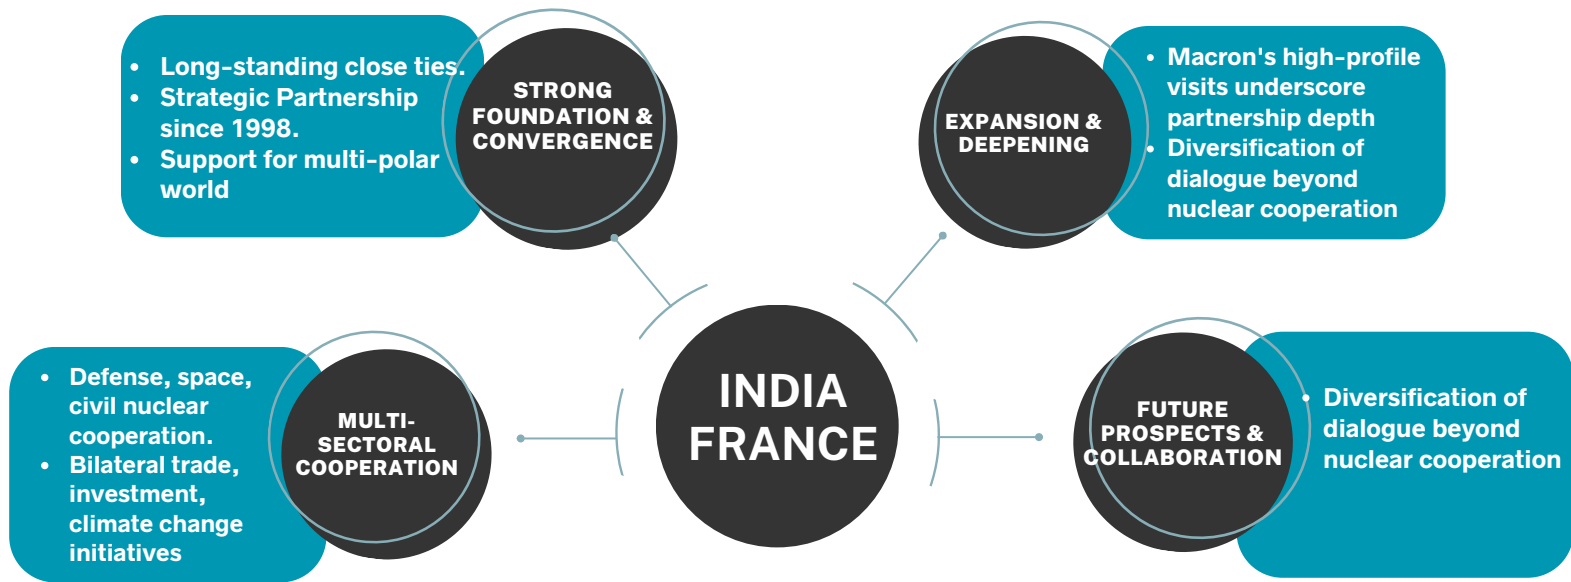 • Long-standing close ties.
• Strategic Partnership
since 1998.
• Support for multi-polar
world
STRONG
FOUNDATION &
CONVERGENCE
EXPANSION &
DEEPENING
• Macron's high-profile
visits underscore
partnership depth
• Diversification of
dialogue beyond
nuclear cooperation
• Defense, space,
civil nuclear
cooperation.
• Bilateral trade,
investment,
climate change
initiatives
MULTI-
SECTORAL
COOPERATION
INDIA
FRANCE
FUTURE
PROSPECTS &
COLLABORATION
• Diversification of
dialogue beyond
nuclear cooperation